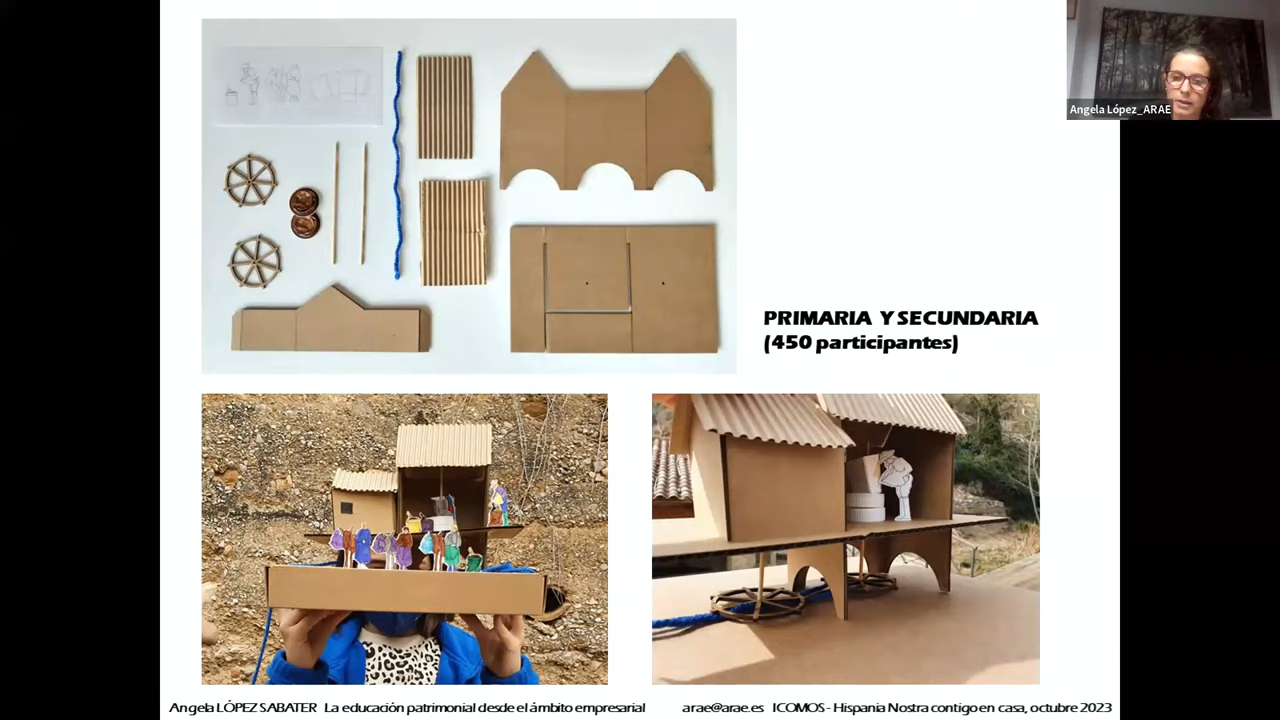 Angela López_ARAE
PRIMARIA Y SECUNDARIA
(450 participantes)
Angela LÓPEZ SABATER La educación patrimonial desde el ámbito empresarial arae@arae.es ICOMOS - Hispania Nostra contigo en casa, octubre 2023